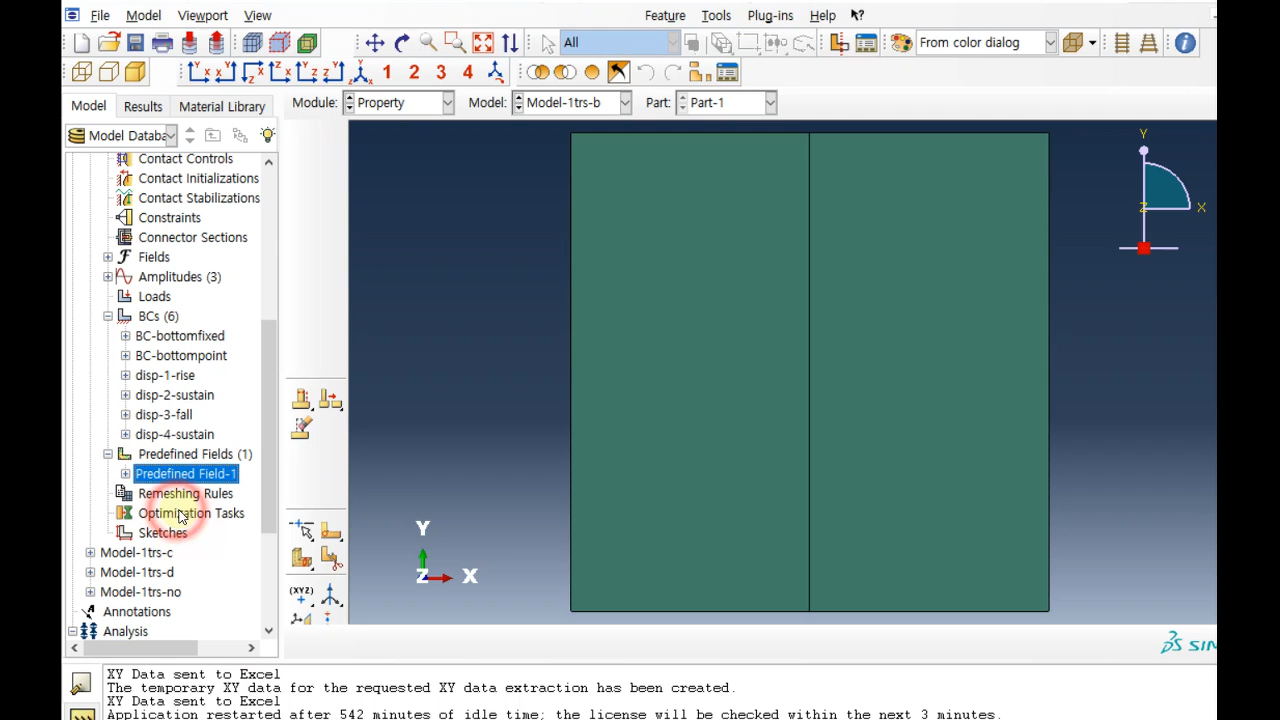 File Model Viewport View Feature Tools Plug-ins Help
All From color dialog
1 2 3 4
Model Results Material Library Module: Property Model: Model-1trs-b Part: Part-1
Model Databa
Contact Controls
Contact Initializations
Contact Stabilizations
Constraints
Connector Sections
Fields
Amplitudes (3)
Loads
BCs (6)
BC-bottomfixed
BC-bottompoint
disp-1-rise
disp-2-sustain
disp-3-fall
disp-4-sustain
Predefined Fields (1)
Predefined Field-1
Remeshing Rules
Optimization Tasks
Sketches
Model-1trs-c
Model-1trs-d
Model-1trs-no
Annotations
Analysis
(XYZ)
Y
Z X
Y
Z X
DS SIM
XY Data sent to Excel
The temporary XY data for the requested XY data extraction has been created.
XY Data sent to Excel
Application restarted after 542 minutes of idle time; the license will be checked within the next 3 minutes.